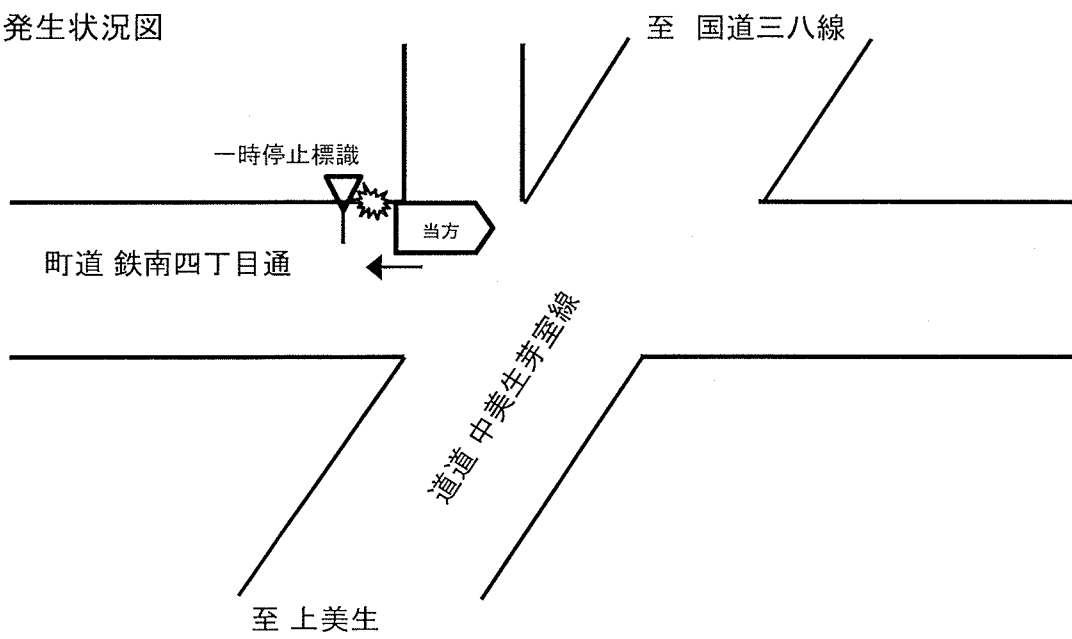 発生状況図
至 国道三八線
一時停止標識
当方
町道 鉄南四丁目通
道道 中美生芽室線
至 上美生